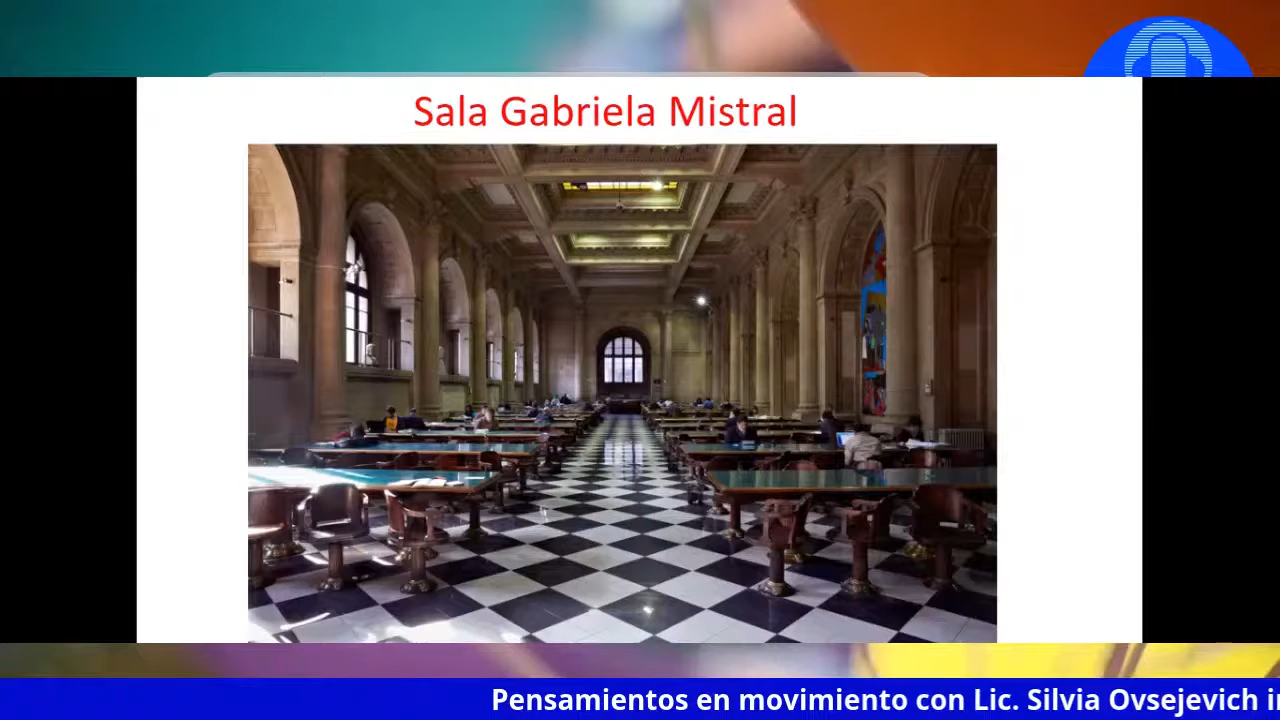 Sala Gabriela Mistral
Pensamientos en movimiento con Lic. Silvia Ovsejevich